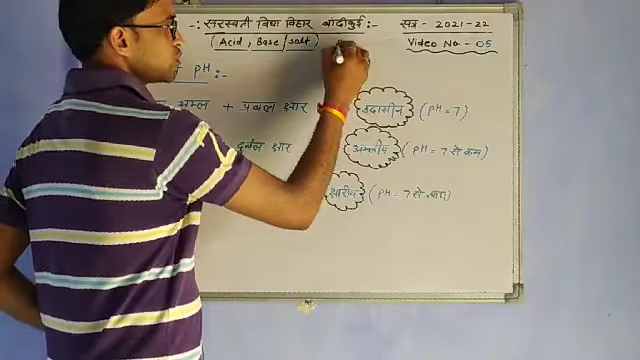 -: सरस्वती विद्या विहार बांदीकुई :- सत्र - 2021-22
( Acid, Base / salt ) Video No - 05
PH :-
अम्ल + प्रबल क्षार उदासीन ( PH = 7 )
दुर्बल क्षार अम्लीय ( PH = 7 से कम )
क्षारीय ( PH = 7 से ज्यादा )